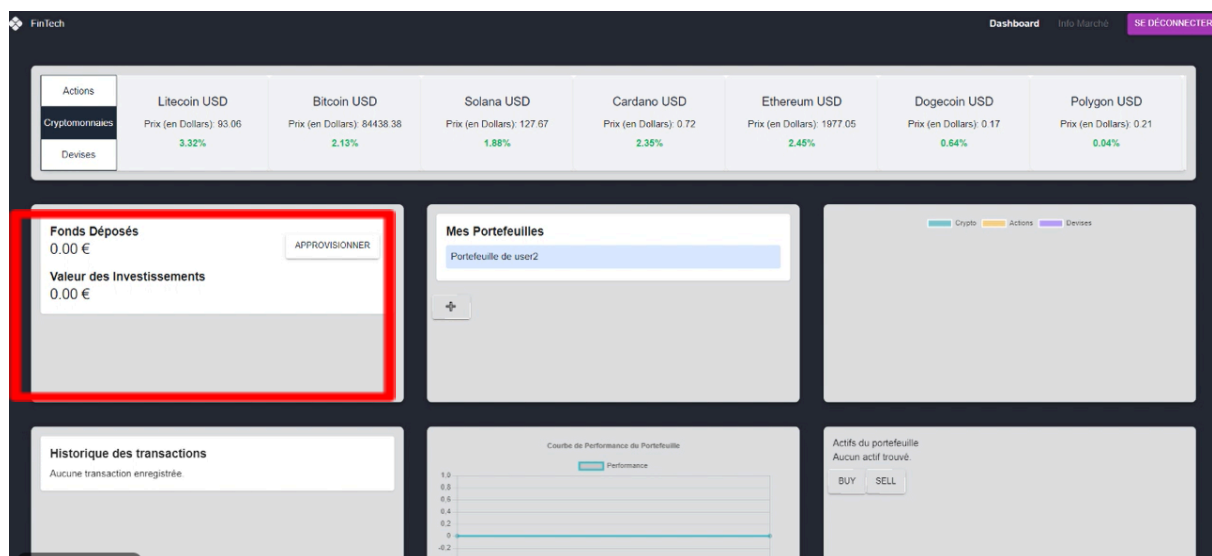 FinTech
Dashboard
Info Marché
SE DÉCONNECTER
Actions
Cryptomonnaies
Devises
Litecoin USD
Prix (en Dollars): 93.06
3.32%
Bitcoin USD
Prix (en Dollars): 84438.38
2.13%
Solana USD
Prix (en Dollars): 127.67
1.88%
Cardano USD
Prix (en Dollars): 0.72
2.35%
Ethereum USD
Prix (en Dollars): 1977.05
2.45%
Dogecoin USD
Prix (en Dollars): 0.17
0.64%
Polygon USD
Prix (en Dollars): 0.21
0.04%
Fonds Déposés
0.00 €
APPROVISIONNER
Valeur des Investissements
0.00 €
Mes Portefeuilles
Portefeuille de user2
Crypto
Actions
Devises
Historique des transactions
Aucune transaction enregistrée.
Courbe de Performance du Portefeuille
Performance
1,0
0,8
0,6
0,4
0,2
0
-0,2
Actifs du portefeuille
Aucun actif trouvé.
BUY
SELL